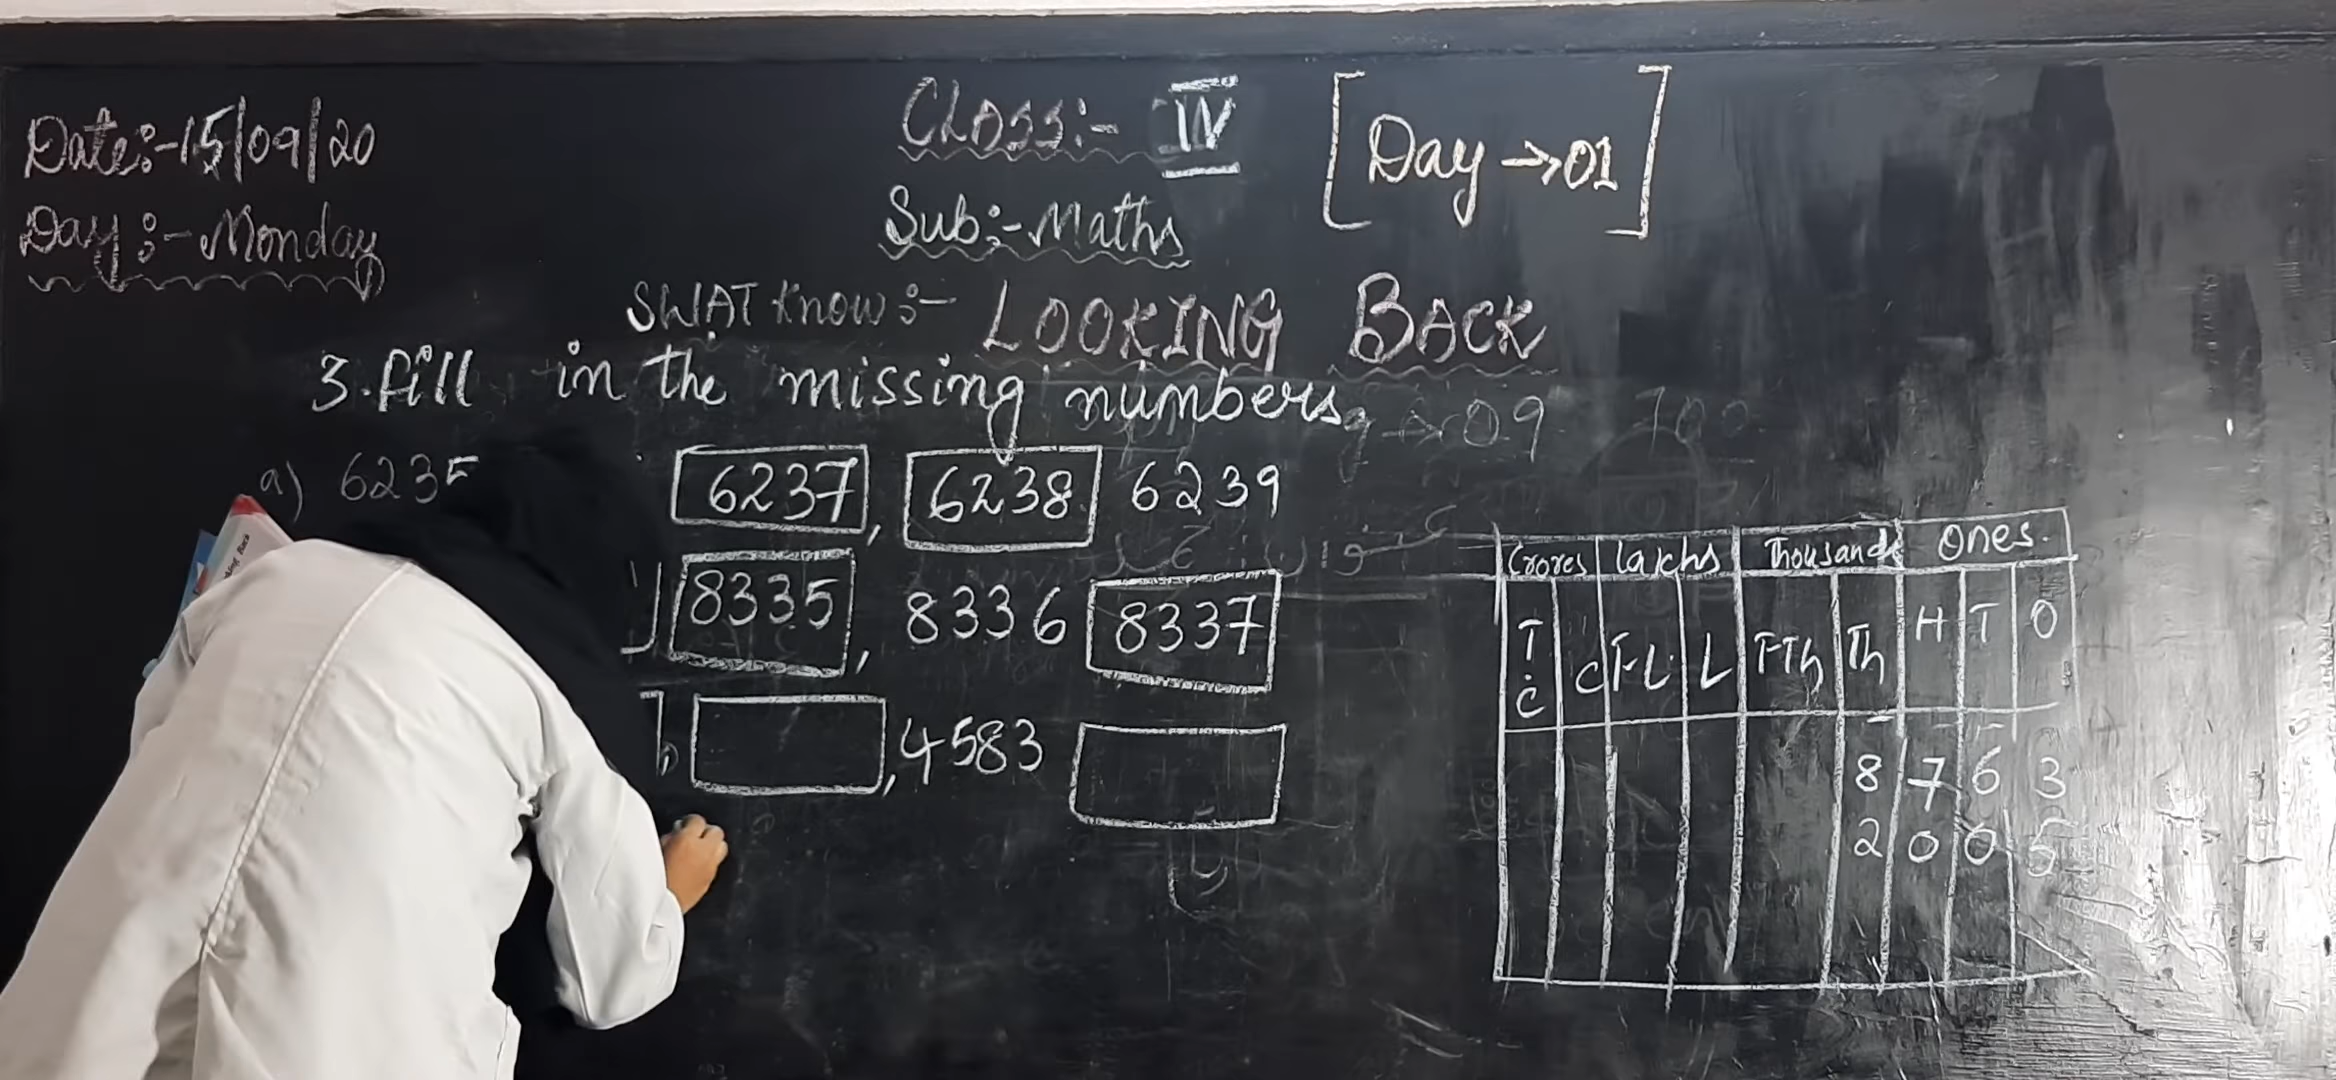 Date:-15/09/20
Day:-Monday
Class:- IV
Sub:-Maths
[Day →01]
SWAT Know:- LOOKING BACK
3. fill in the missing numbers,
a) 6235 6237, 6238 6239
8335, 8336 8337
,4583
Crores Lakhs Thousands Ones.
T.C C T-L L T-Th Th H T O
8 7 6 3
2 0 0 5